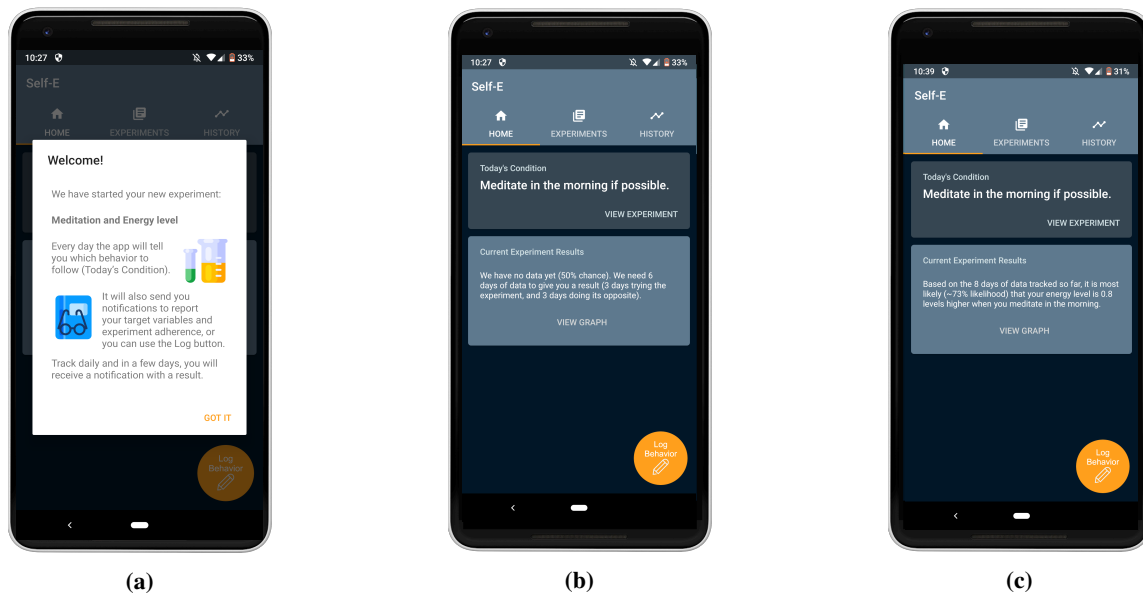 10:27 33%
Self-E
HOME EXPERIMENTS HISTORY
Welcome!
We have started your new experiment:
Meditation and Energy level
Every day the app will tell
you which behavior to
follow (Today's Condition).
It will also send you
notifications to report
your target variables and
experiment adherence, or
you can use the Log button.
Track daily and in a few days, you will
receive a notification with a result.
GOT IT
Log
Behavior
(a)
10:27 33%
Self-E
HOME EXPERIMENTS HISTORY
Today's Condition
Meditate in the morning if possible.
VIEW EXPERIMENT
Current Experiment Results
We have no data yet (50% chance). We need 6
days of data to give you a result (3 days trying the
experiment, and 3 days doing its opposite).
VIEW GRAPH
Log
Behavior
(b)
10:39 31%
Self-E
HOME EXPERIMENTS HISTORY
Today's Condition
Meditate in the morning if possible.
VIEW EXPERIMENT
Current Experiment Results
Based on the 8 days of data tracked so far, it is most
likely (~73% likelihood) that your energy level is 0.8
levels higher when you meditate in the morning.
VIEW GRAPH
Log
Behavior
(c)